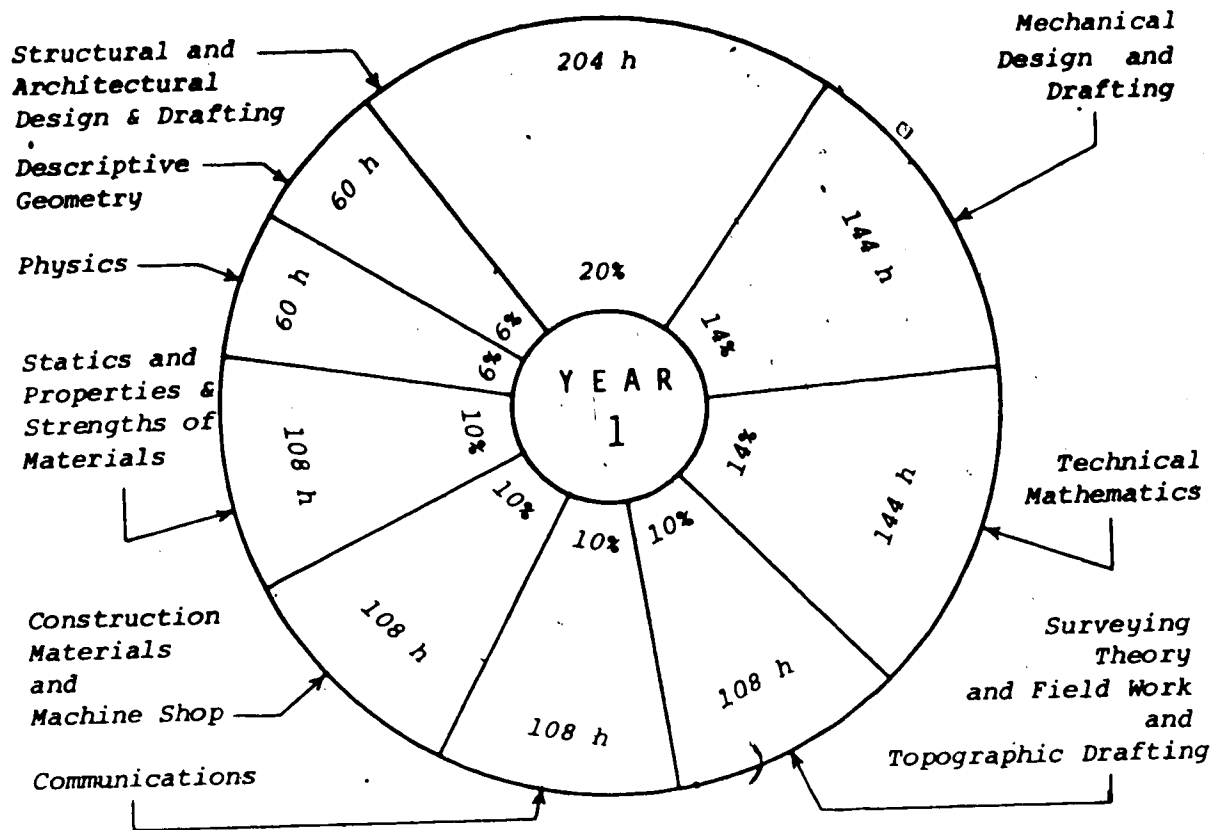 Structural and
Architectural
Design & Drafting
Descriptive
Geometry
Physics
Statics and
Properties &
Strengths of
Materials
Construction
Materials
and
Machine Shop
Communications
Mechanical
Design and
Drafting
Technical
Mathematics
Surveying
Theory
and Field Work
and
Topographic Drafting
204 h
20%
144 h
14%
144 h
14%
108 h
10%
108 h
10%
108 h
10%
108 h
10%
60 h
6%
60 h
6%
YEAR
1